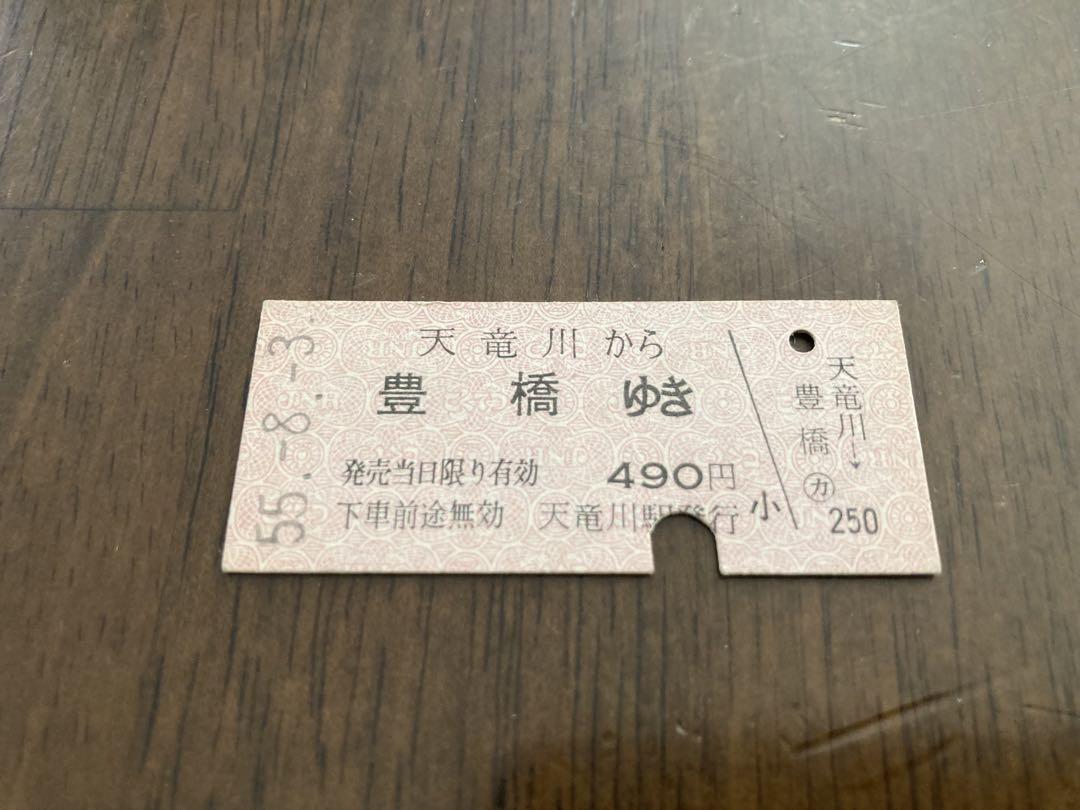 天竜川から
豊橋ゆき
発売当日限り有効 490円
下車前途無効 天竜川駅発行
小
天竜川→
豊橋
カ
250
55.-8.-3.